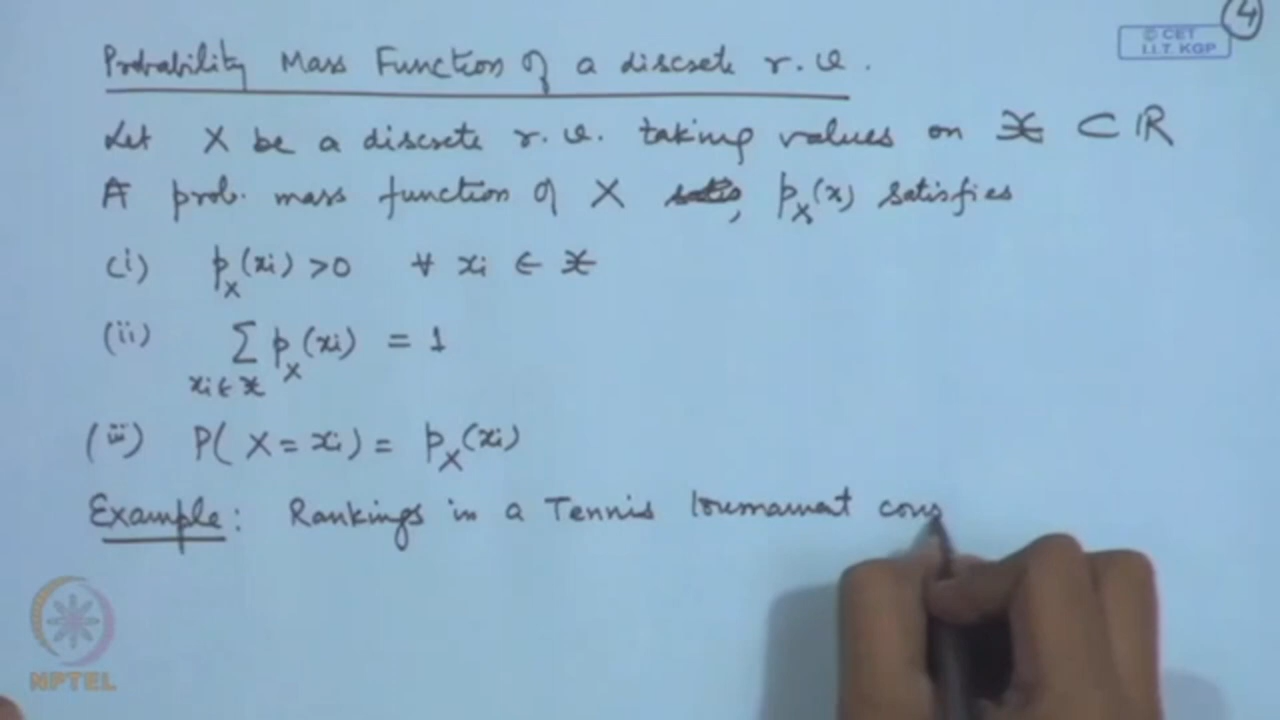 4
© CET
I.I.T. KGP
Probability Mass Function of a discrete r.v.
Let X be a discrete r.v. taking values on 𝒳 ⊂ ℝ
A prob. mass function of X, p_X(x) satisfies
(i) p_X(xi) > 0 ∀ xi ∈ 𝒳
(ii) Σ_{xi ∈ 𝒳} p_X(xi) = 1
(iii) P(X = xi) = p_X(xi)
Example: Rankings in a Tennis tournament cons
NPTEL